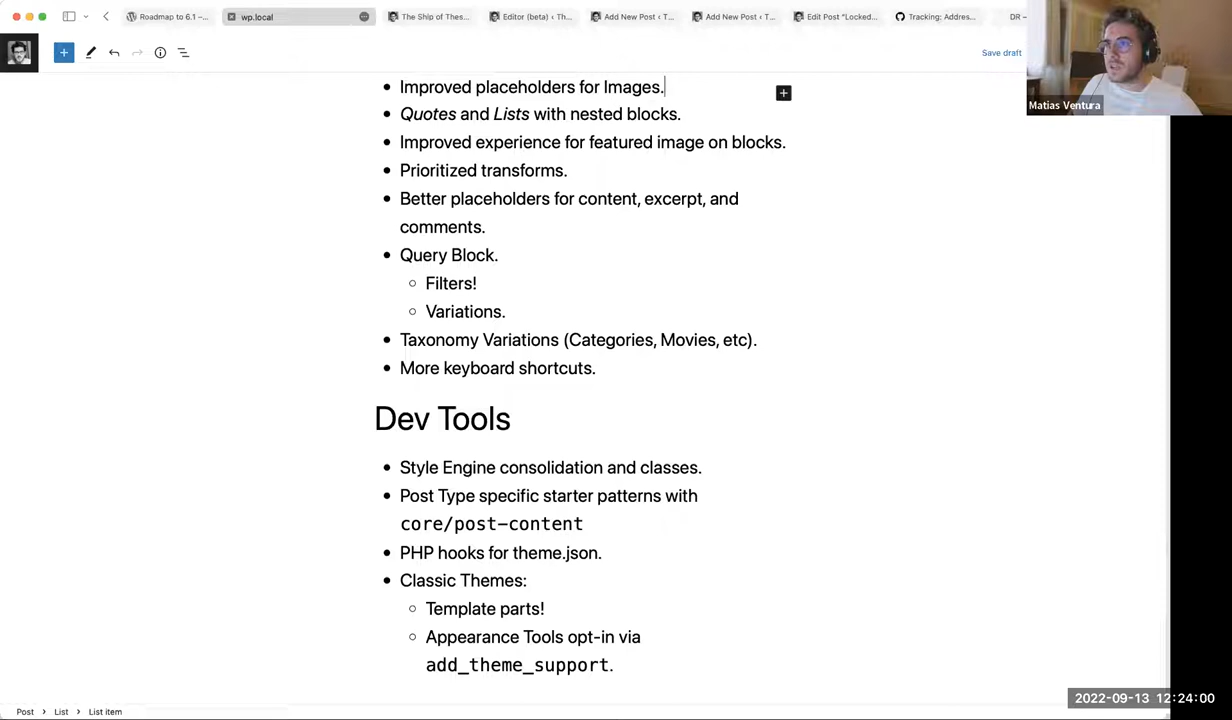 Roadmap to 6.1 –...
wp.local
The Ship of Thes...
Editor (beta) ‹ Th...
Add New Post ‹ T...
Add New Post ‹ T...
Edit Post "Locked...
Tracking: Addres...
DR –
Save draft
Matias Ventura
Improved placeholders for Images.
Quotes and Lists with nested blocks.
Improved experience for featured image on blocks.
Prioritized transforms.
Better placeholders for content, excerpt, and
comments.
Query Block.
Filters!
Variations.
Taxonomy Variations (Categories, Movies, etc).
More keyboard shortcuts.
Dev Tools
Style Engine consolidation and classes.
Post Type specific starter patterns with
core/post-content
PHP hooks for theme.json.
Classic Themes:
Template parts!
Appearance Tools opt-in via
add_theme_support.
2022-09-13 12:24:00
Post > List > List item